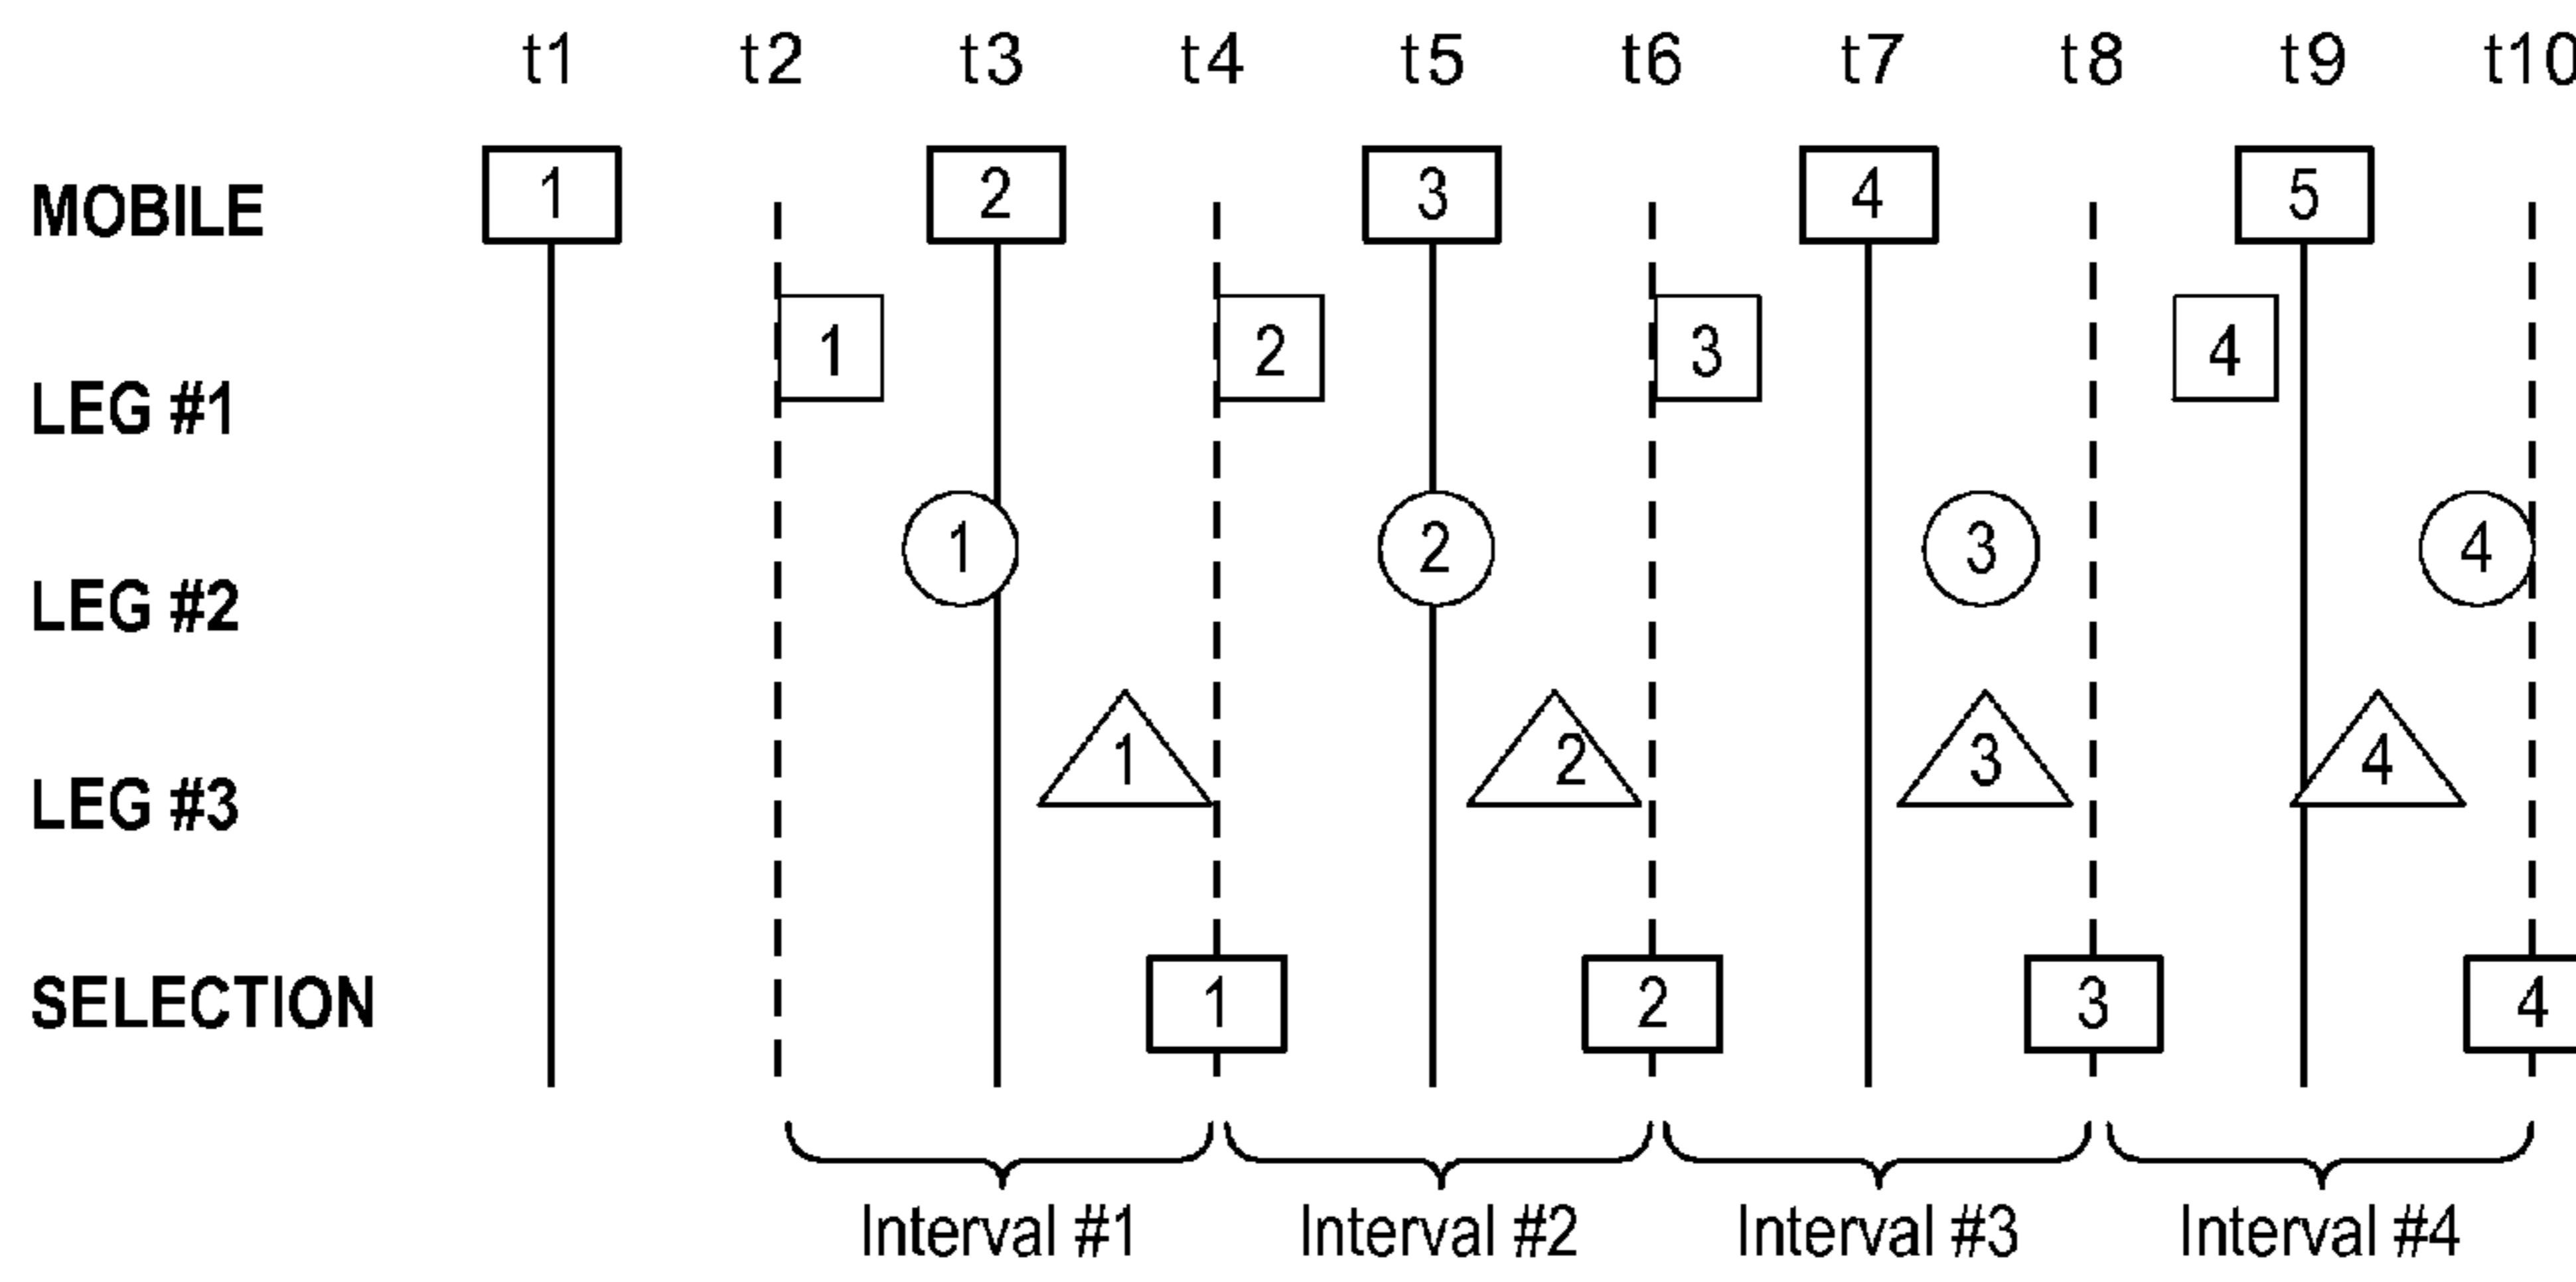 t1 t2 t3 t4 t5 t6 t7 t8 t9 t10
MOBILE 1 2 3 4 5
LEG #1 1 2 3 4
LEG #2 1 2 3 4
LEG #3 1 2 3 4
SELECTION 1 2 3 4
Interval #1 Interval #2 Interval #3 Interval #4